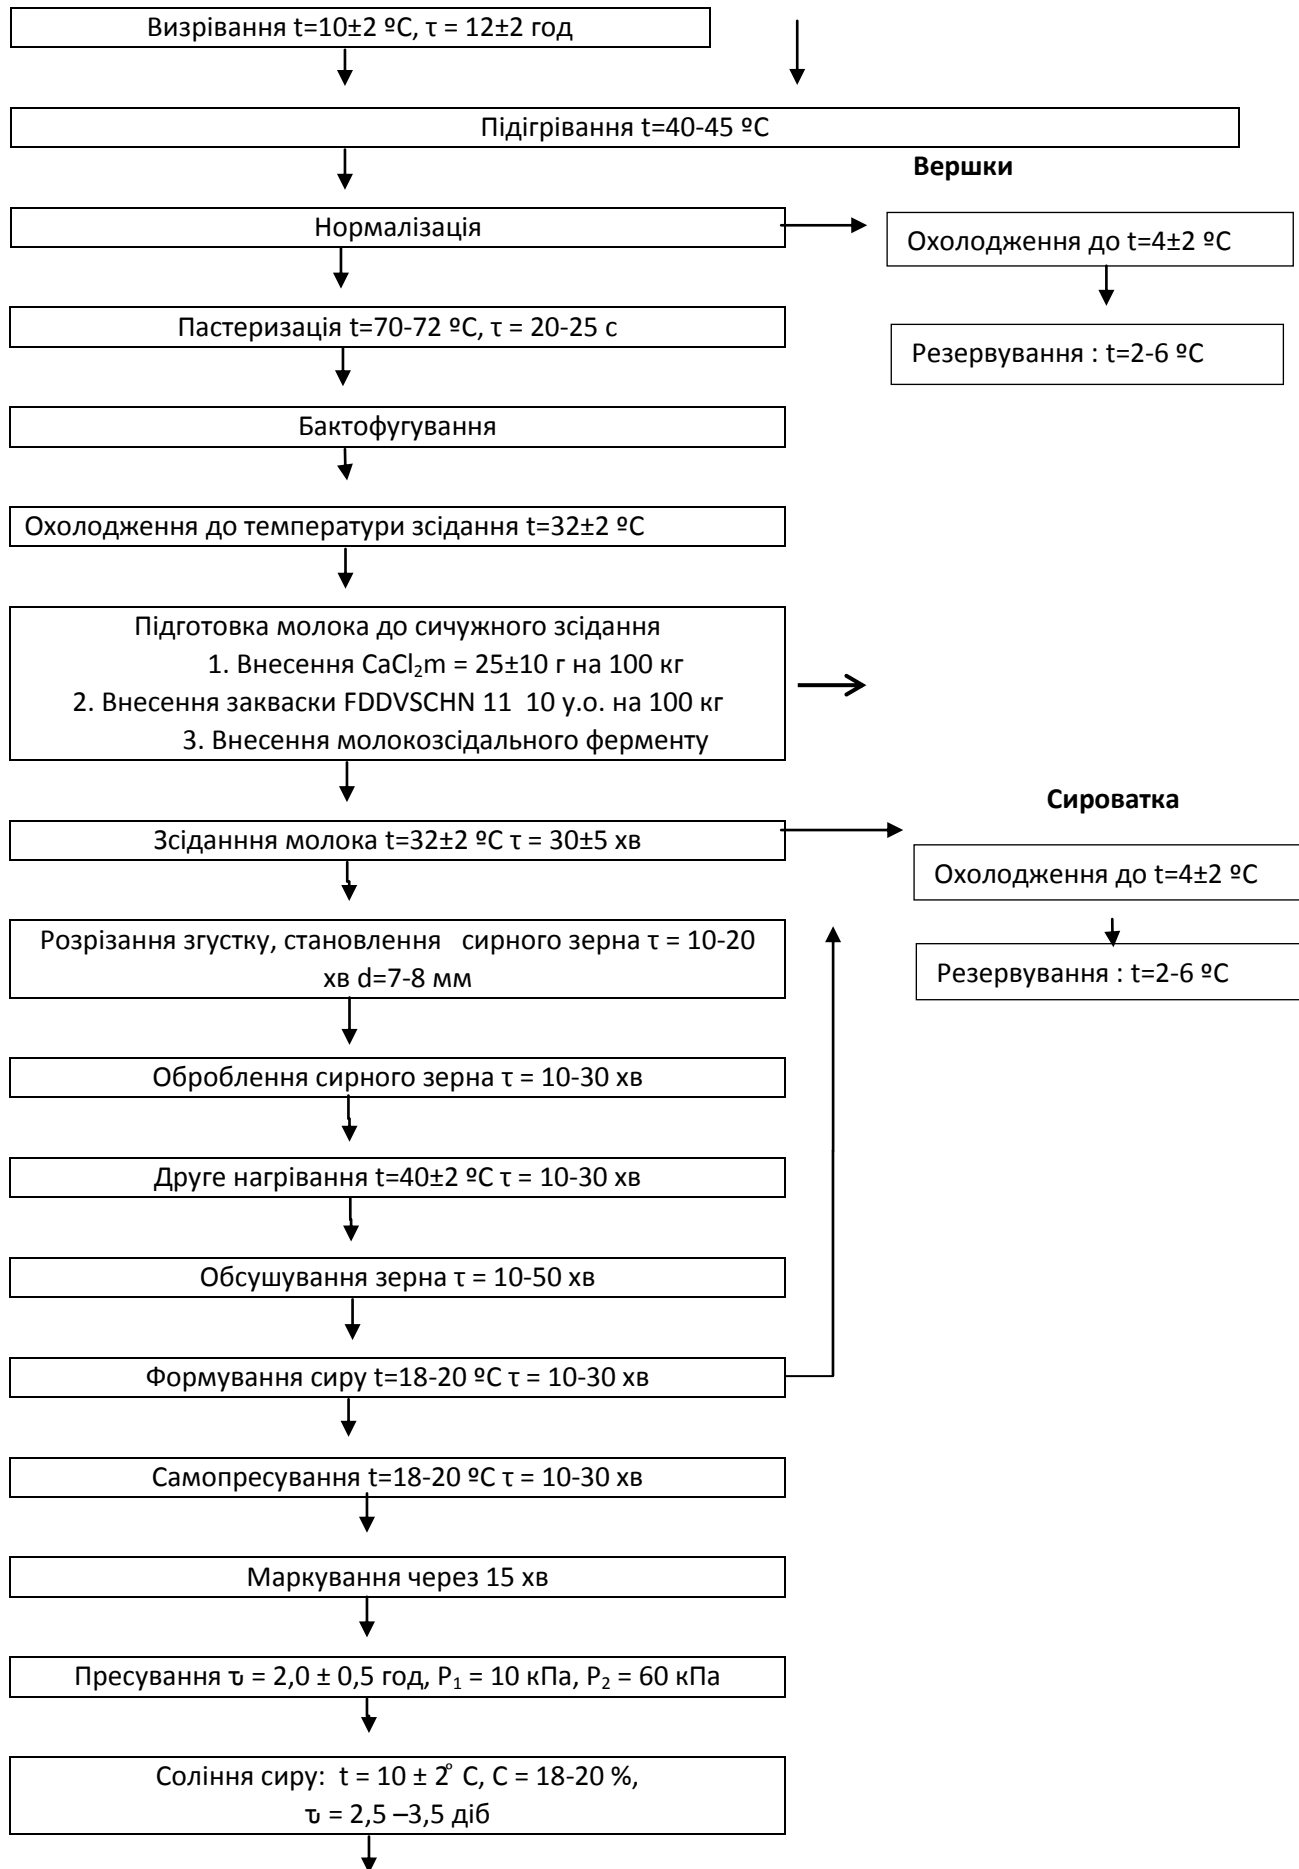 Визрівання t=10±2 ºС, τ = 12±2 год
Підігрівання t=40-45 ºС
Вершки
Нормалізація
Охолодження до t=4±2 ºС
Пастеризація t=70-72 ºС, τ = 20-25 с
Резервування : t=2-6 ºС
Бактофугування
Охолодження до температури зсідання t=32±2 ºС
Підготовка молока до сичужного зсідання
1. Внесення CaCl₂m = 25±10 г на 100 кг
2. Внесення закваски FDDVSCHN 11  10 у.о. на 100 кг
3. Внесення молокозсідального ферменту
Сироватка
Зсіданння молока t=32±2 ºС τ = 30±5 хв
Охолодження до t=4±2 ºС
Розрізання згустку, становлення   сирного зерна τ = 10-20
хв d=7-8 мм
Резервування : t=2-6 ºС
Оброблення сирного зерна τ = 10-30 хв
Друге нагрівання t=40±2 ºС τ = 10-30 хв
Обсушування зерна τ = 10-50 хв
Формування сиру t=18-20 ºС τ = 10-30 хв
Самопресування t=18-20 ºС τ = 10-30 хв
Маркування через 15 хв
Пресування ὺ = 2,0 ± 0,5 год, P₁ = 10 кПа, P₂ = 60 кПа
Соління сиру:  t = 10 ± 2° С, С = 18-20 %,
ὺ = 2,5 –3,5 діб